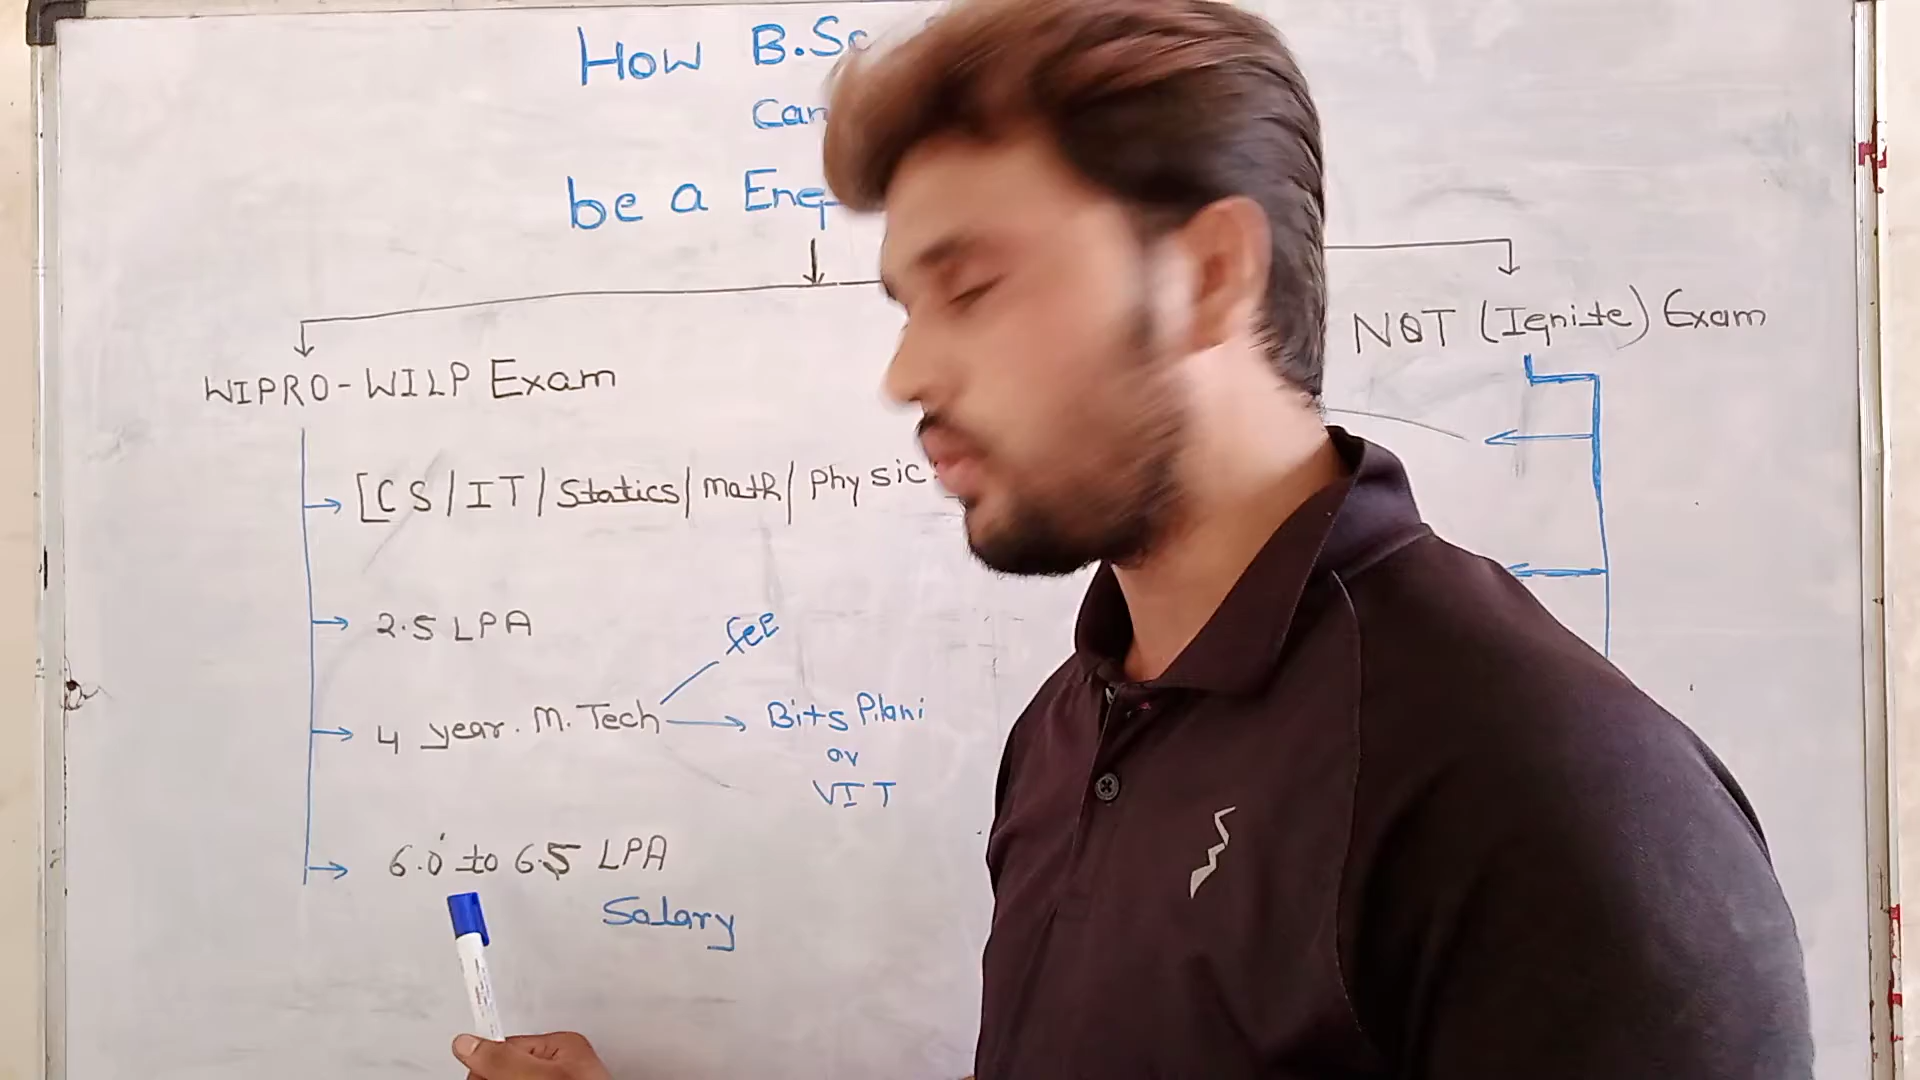 How B.Sc
Can
be a Eng
WIPRO-WILP Exam
NQT (Ignite) Exam
[CS/IT/Statics/math/physic
2.5 LPA
fee
4 year. M.Tech
Bits Pilani
or
VIT
6.0 to 6.5 LPA
Salary